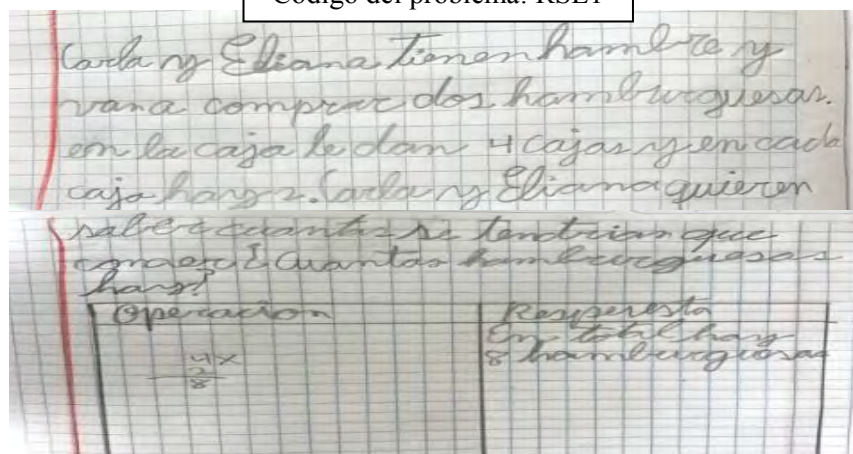 Código del problema: RSE1
Carla y Eliana tienen hambre y
van a comprar dos hamburguesas.
en la caja le dan 4 cajas y en cada
caja hay 2. Carla y Eliana quieren
saber cuantas se tendrian que
comer ¿Cuantas hamburguesas
hay?
Operacion Respuesta
En total hay
4x 8 hamburguesas
2
8